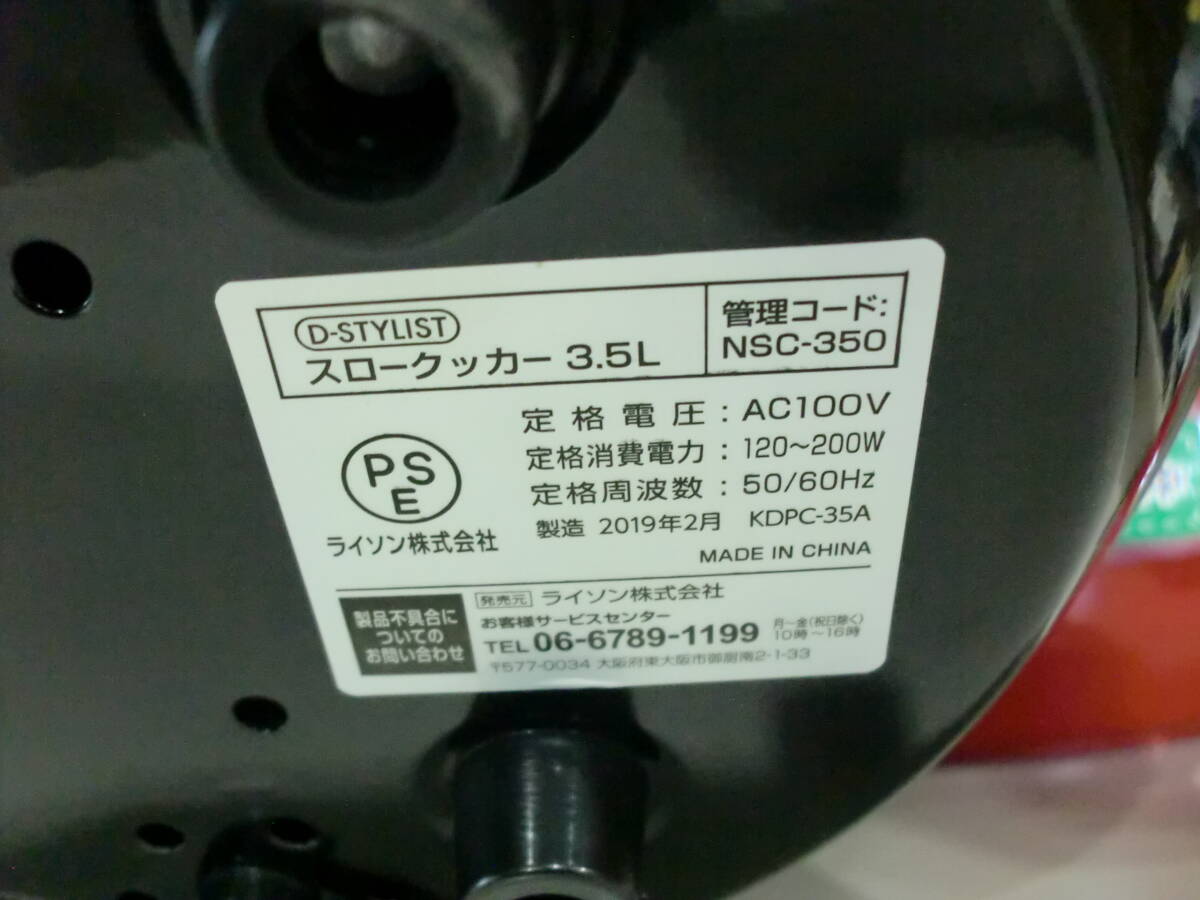 D-STYLIST
スロークッカー 3.5L
管理コード:
NSC-350
定格電圧 : AC100V
定格消費電力 : 120~200W
定格周波数 : 50/60Hz
製造 2019年2月 KDPC-35A
MADE IN CHINA
PSE
ライソン株式会社
製品不具合に
ついての
お問い合わせ
発売元 ライソン株式会社
お客様サービスセンター
TEL 06-6789-1199 月~金(祝日除く)
10時~16時
〒577-0034 大阪府東大阪市御厨南2-1-33